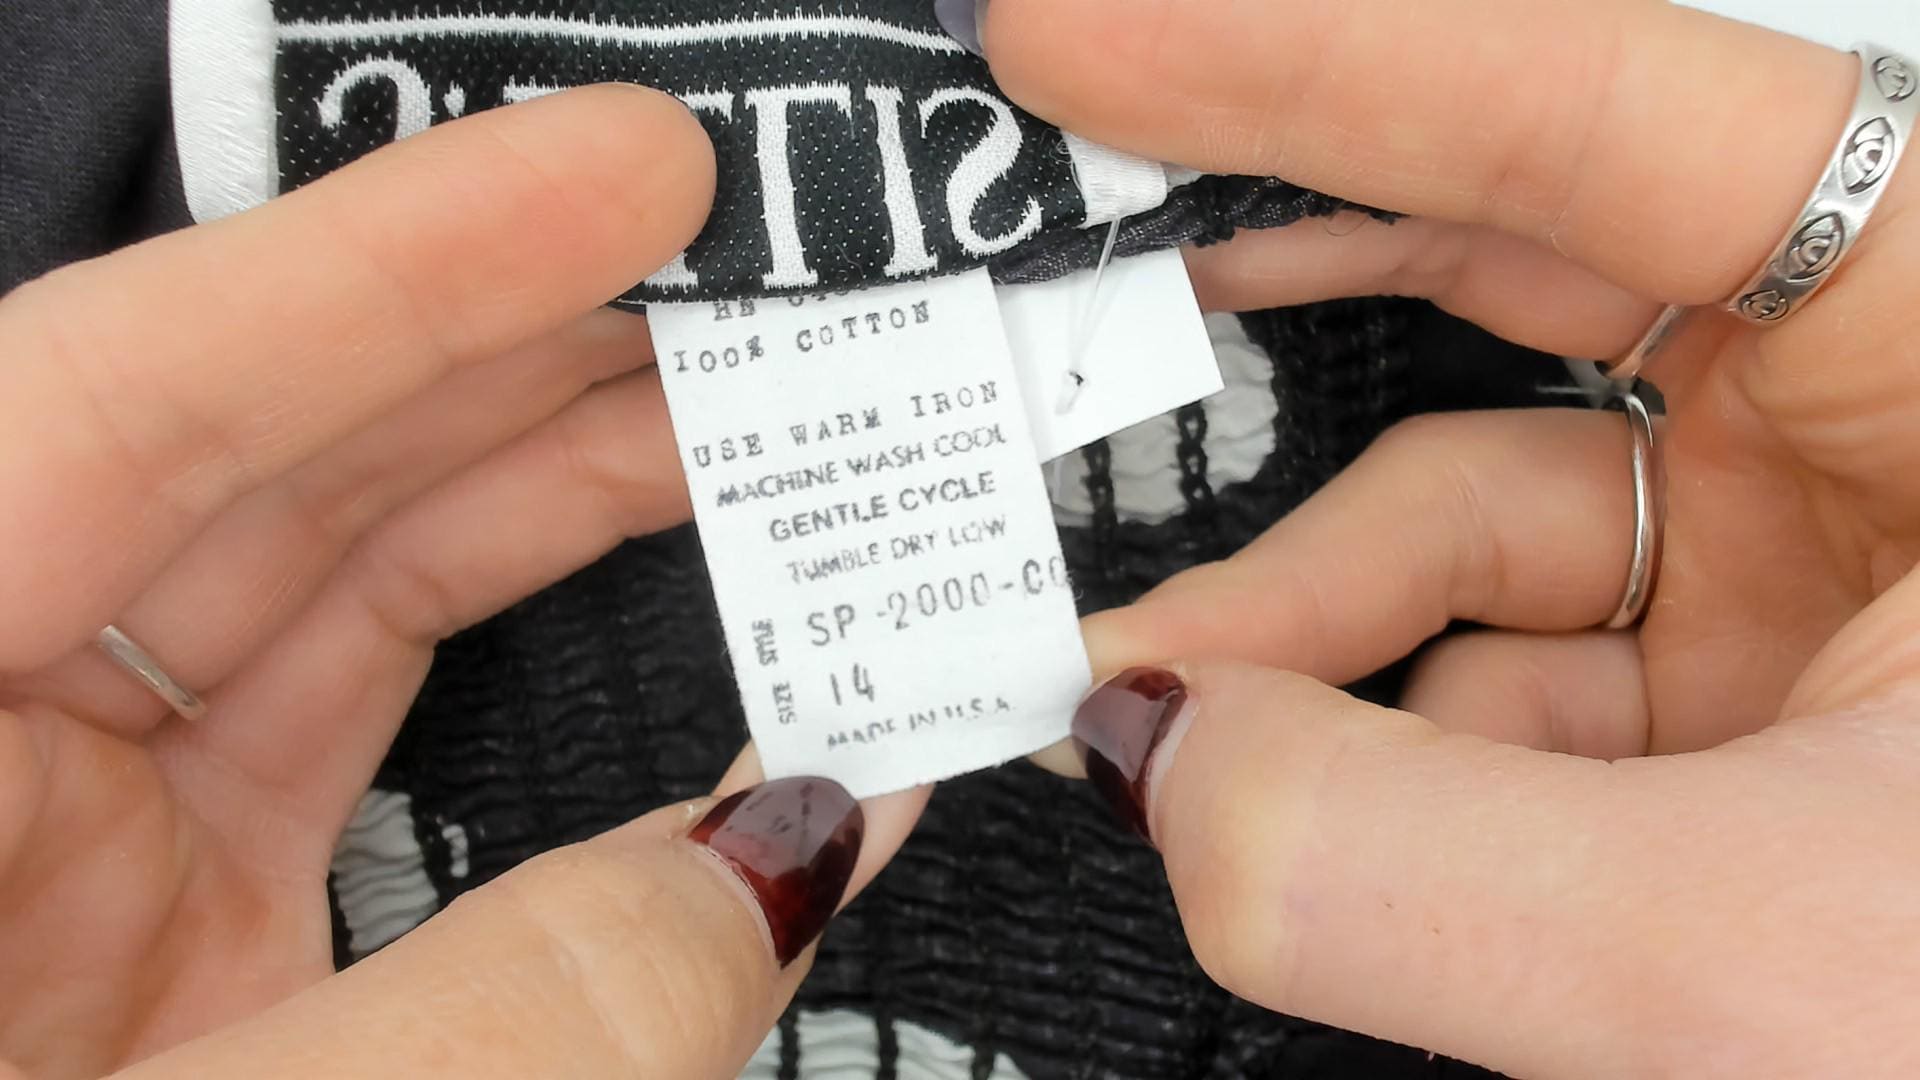 100% COTTON
USE WARM IRON
MACHINE WASH COOL
GENTLE CYCLE
TUMBLE DRY LOW
STYLE SP-2000-CO
SIZE 14
MADE IN U.S.A.